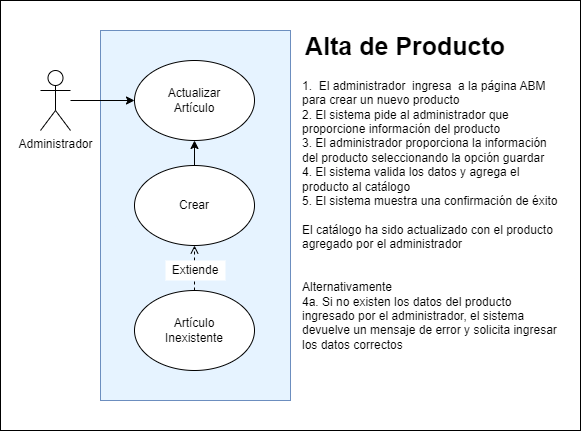 Alta de Producto
Actualizar
Artículo
Administrador
Crear
Extiende
Artículo
Inexistente
1.  El administrador  ingresa  a la página ABM
para crear un nuevo producto
2. El sistema pide al administrador que
proporcione información del producto
3. El administrador proporciona la información
del producto seleccionando la opción guardar
4. El sistema valida los datos y agrega el
producto al catálogo
5. El sistema muestra una confirmación de éxito
El catálogo ha sido actualizado con el producto
agregado por el administrador
Alternativamente
4a. Si no existen los datos del producto
ingresado por el administrador, el sistema
devuelve un mensaje de error y solicita ingresar
los datos correctos